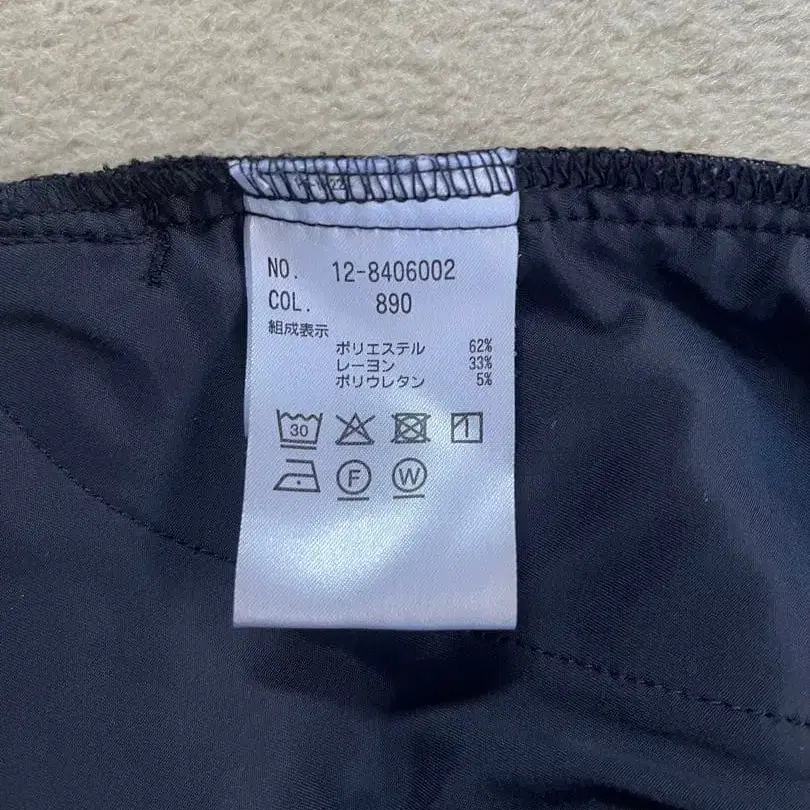 NO. 12-8406002
COL. 890
組成表示
ポリエステル 62%
レーヨン 33%
ポリウレタン 5%
30
F W